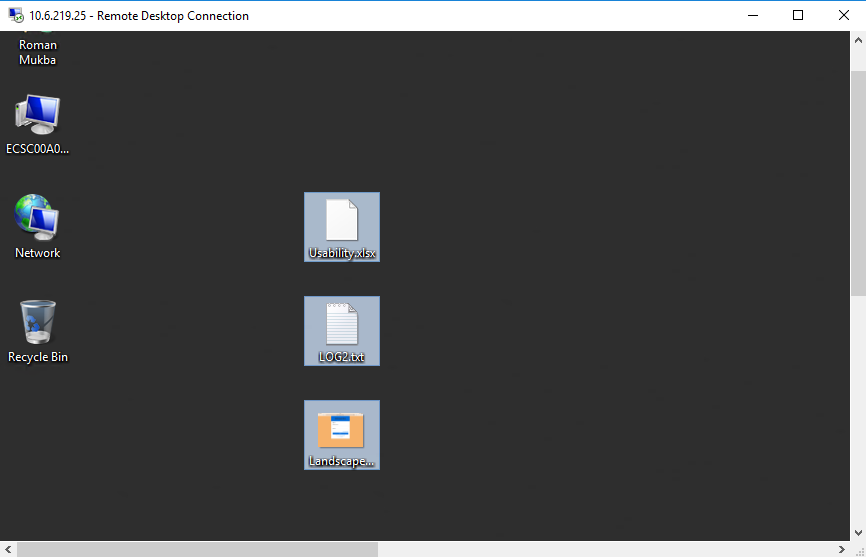 10.6.219.25 - Remote Desktop Connection
Roman
Mukba
ECSC00A0...
Network
Recycle Bin
Usability.xlsx
LOG2.txt
Landscape...